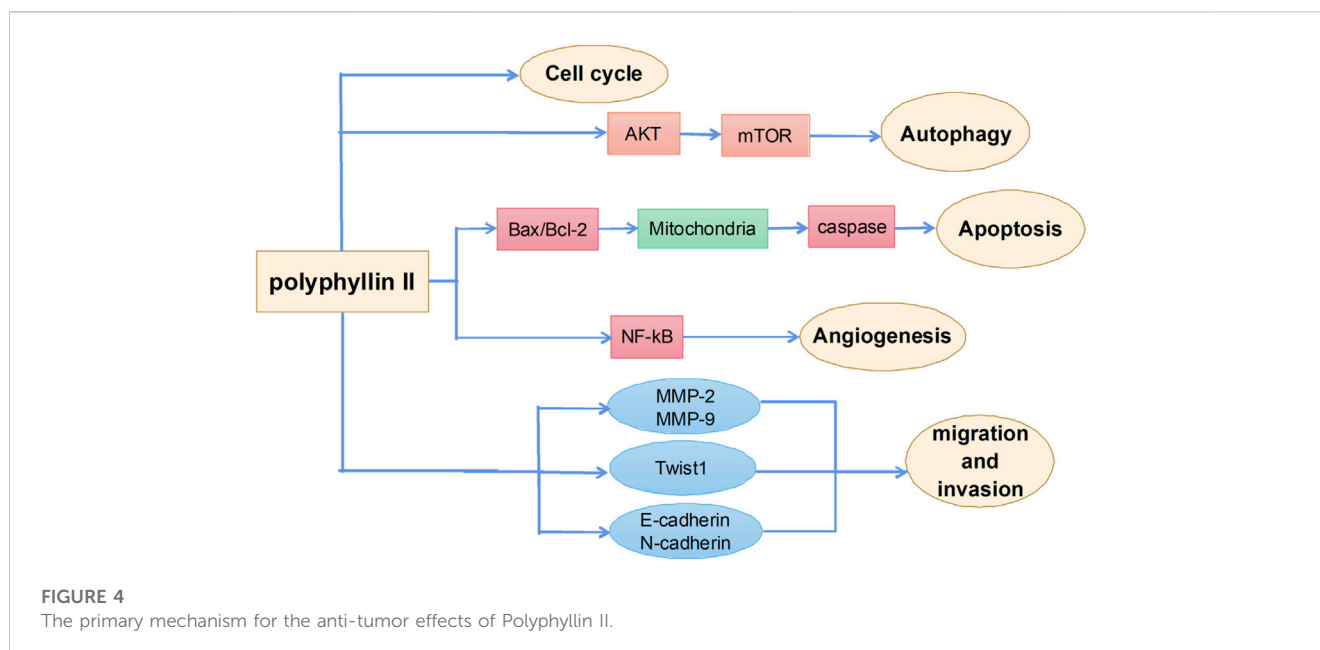 Cell cycle
AKT
mTOR
Autophagy
Bax/Bcl-2
Mitochondria
caspase
Apoptosis
polyphyllin II
NF-kB
Angiogenesis
MMP-2
MMP-9
Twist1
E-cadherin
N-cadherin
migration
and
invasion
FIGURE 4
The primary mechanism for the anti-tumor effects of Polyphyllin II.